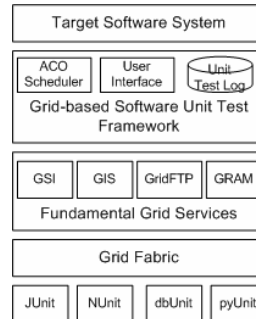 Target Software System
ACO Scheduler
User Interface
Unit Test Log
Grid-based Software Unit Test
Framework
GSI
GIS
GridFTP
GRAM
Fundamental Grid Services
Grid Fabric
JUnit
NUnit
dbUnit
pyUnit